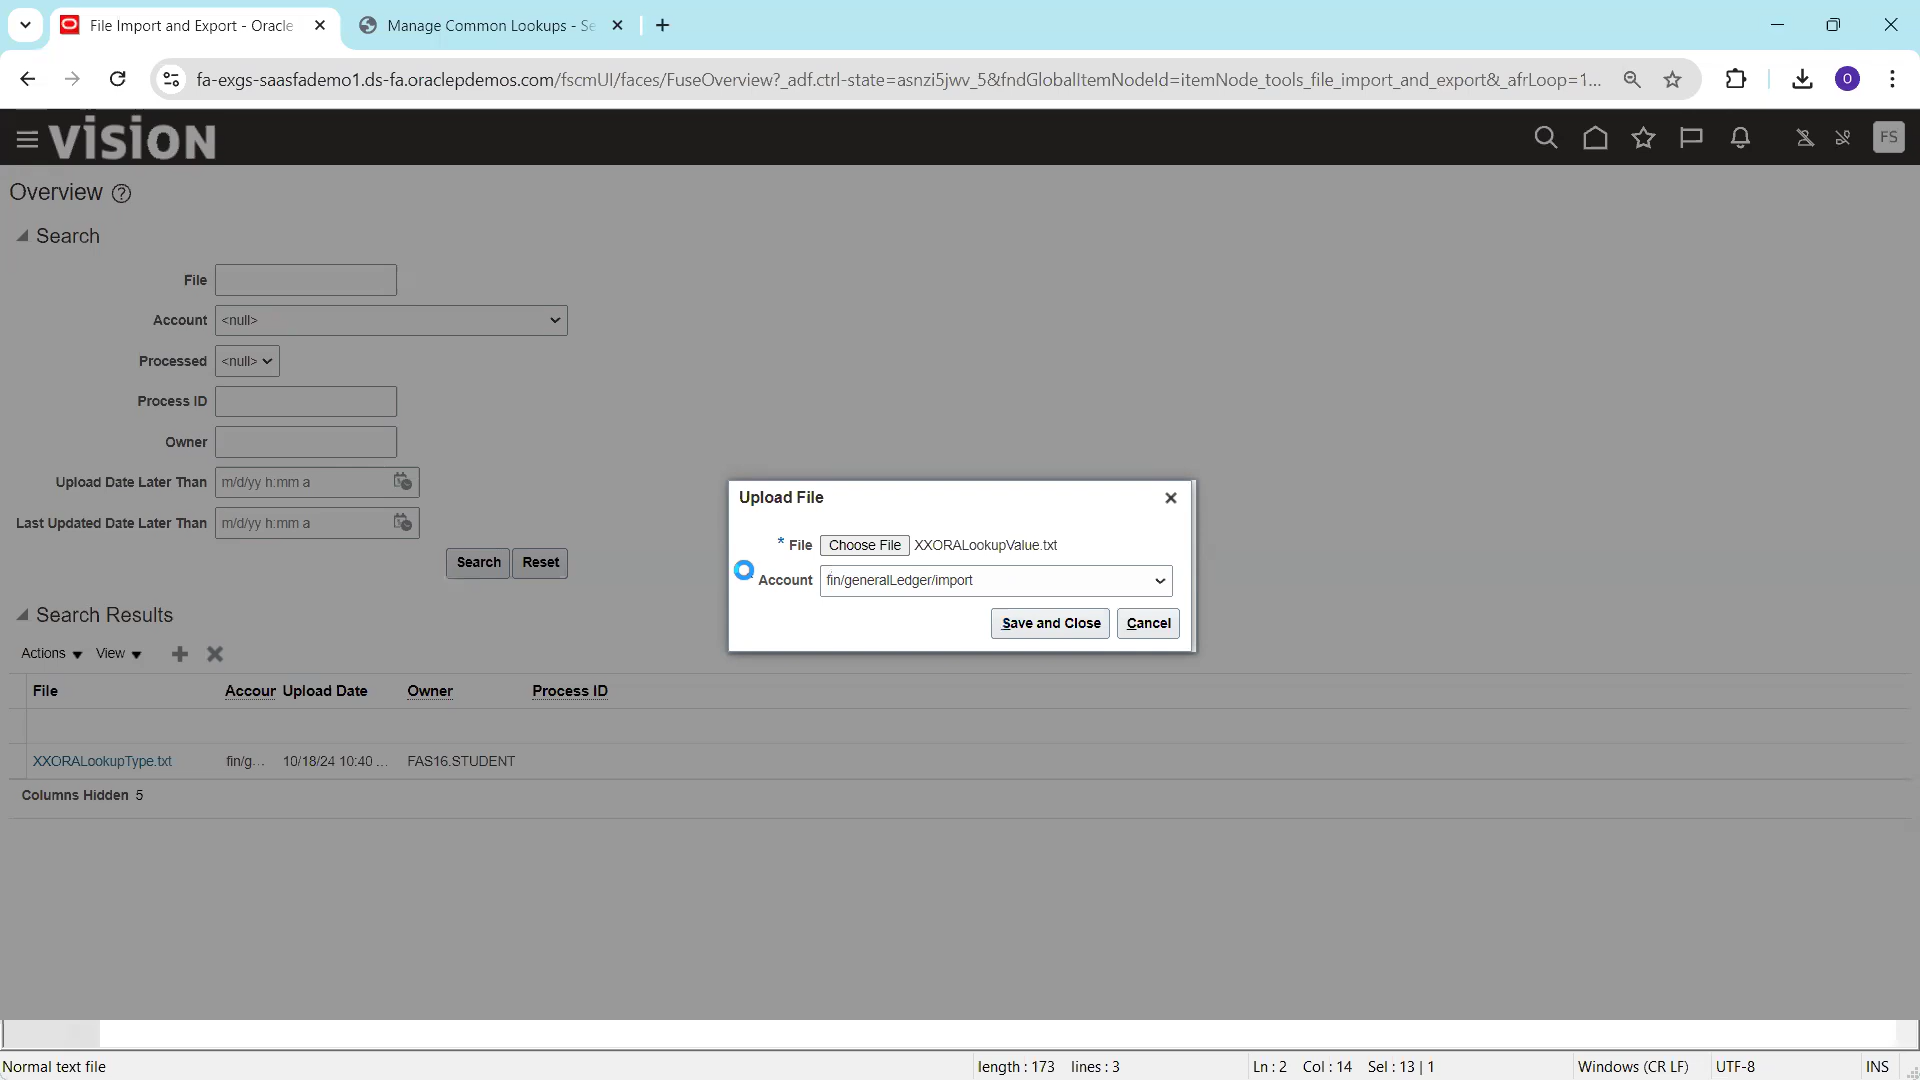 File Import and Export - Oracle
Manage Common Lookups - Se
fa-exgs-saasfademo1.ds-fa.oraclepdemos.com/fscmUI/faces/FuseOverview?_adf.ctrl-state=asnzi5jwv_5&fndGlobalItemNodeId=itemNode_tools_file_import_and_export&_afrLoop=1...
O
VISION
FS
Overview
Search
File
Account <null>
Processed <null>
Process ID
Owner
Upload Date Later Than m/d/yy h:mm a
Last Updated Date Later Than m/d/yy h:mm a
Search Reset
Upload File
* File Choose File XXORALookupValue.txt
Account fin/generalLedger/import
Save and Close Cancel
Search Results
Actions View
File Accour Upload Date Owner Process ID
XXORALookupType.txt fin/g... 10/18/24 10:40 ... FAS16.STUDENT
Columns Hidden 5
Normal text file length : 173 lines : 3 Ln : 2 Col : 14 Sel : 13 | 1 Windows (CR LF) UTF-8 INS